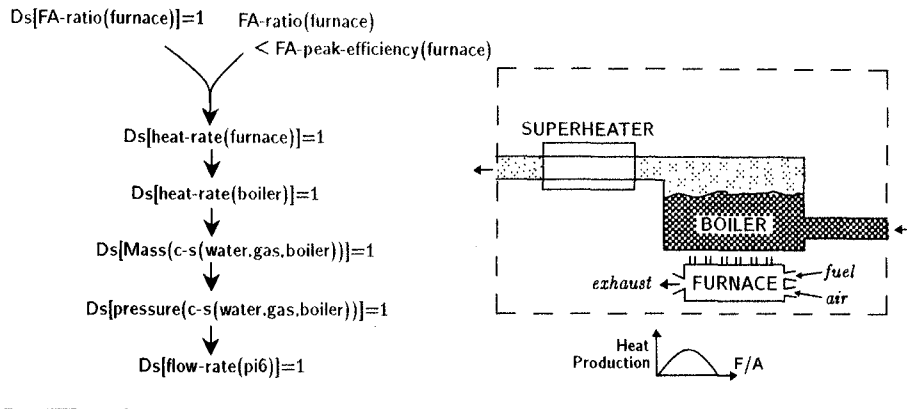 Ds[FA-ratio(furnace)]=1
FA-ratio(furnace)
< FA-peak-efficiency(furnace)
Ds[heat-rate(furnace)]=1
Ds[heat-rate(boiler)]=1
Ds[Mass(c-s(water,gas,boiler))]=1
Ds[pressure(c-s(water,gas,boiler))]=1
Ds[flow-rate(pi6)]=1
SUPERHEATER
BOILER
exhaust
FURNACE
fuel
air
Heat
Production
F/A